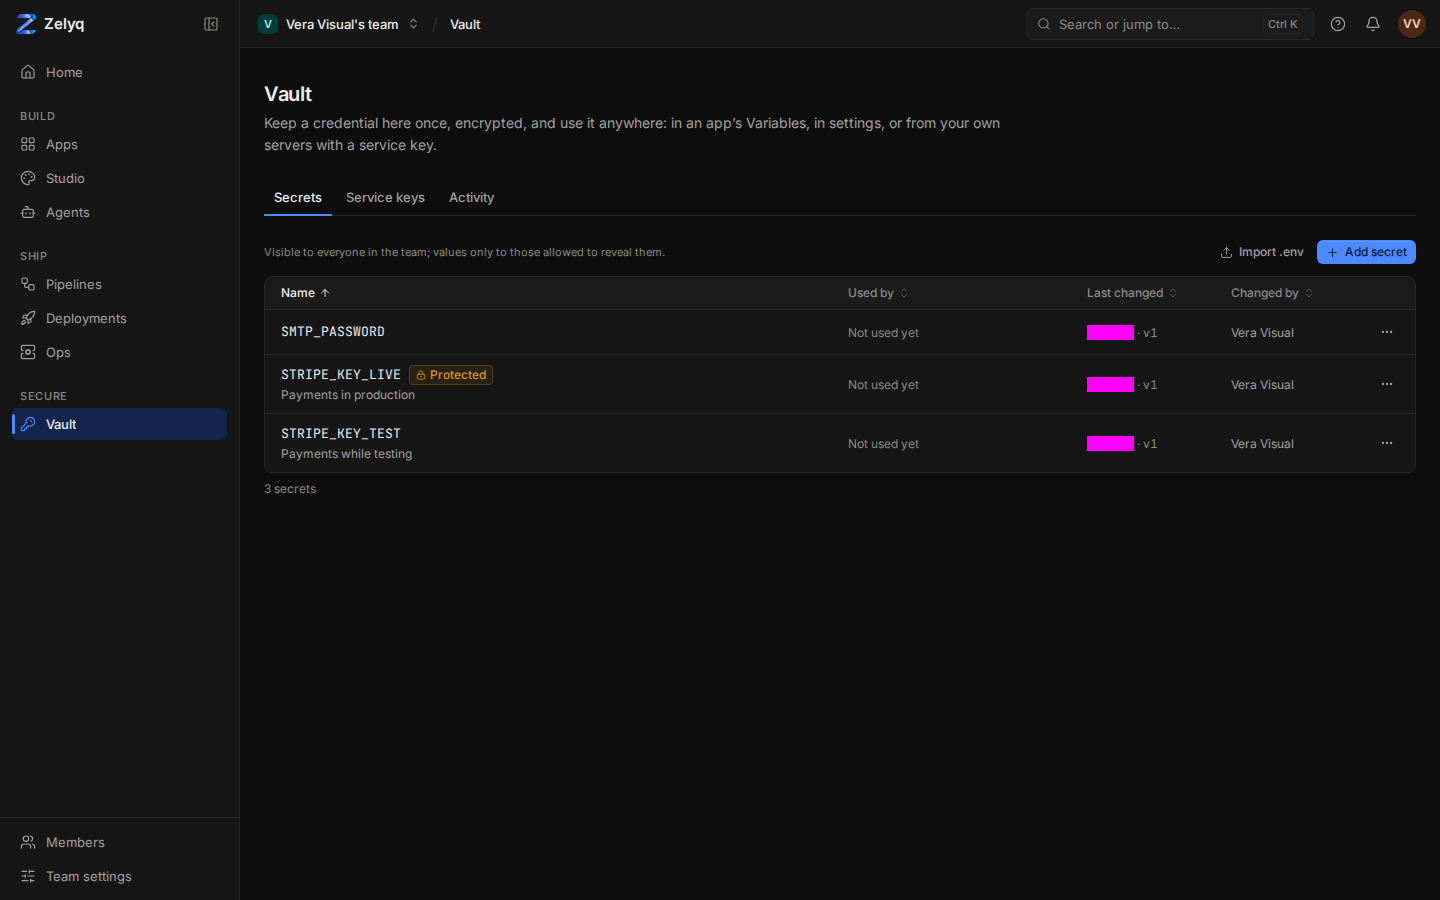 Zelyq
Vera Visual's team / Vault
Search or jump to...
Ctrl K
VV
V
Home
BUILD
Apps
Studio
Agents
SHIP
Pipelines
Deployments
Ops
SECURE
Vault
Members
Team settings
Vault
Keep a credential here once, encrypted, and use it anywhere: in an app’s Variables, in settings, or from your own
servers with a service key.
Secrets Service keys Activity
Visible to everyone in the team; values only to those allowed to reveal them.
Import .env
Add secret
Name Used by Last changed Changed by
SMTP_PASSWORD Not used yet · v1 Vera Visual
STRIPE_KEY_LIVE Protected
Payments in production
Not used yet · v1 Vera Visual
STRIPE_KEY_TEST
Payments while testing
Not used yet · v1 Vera Visual
3 secrets